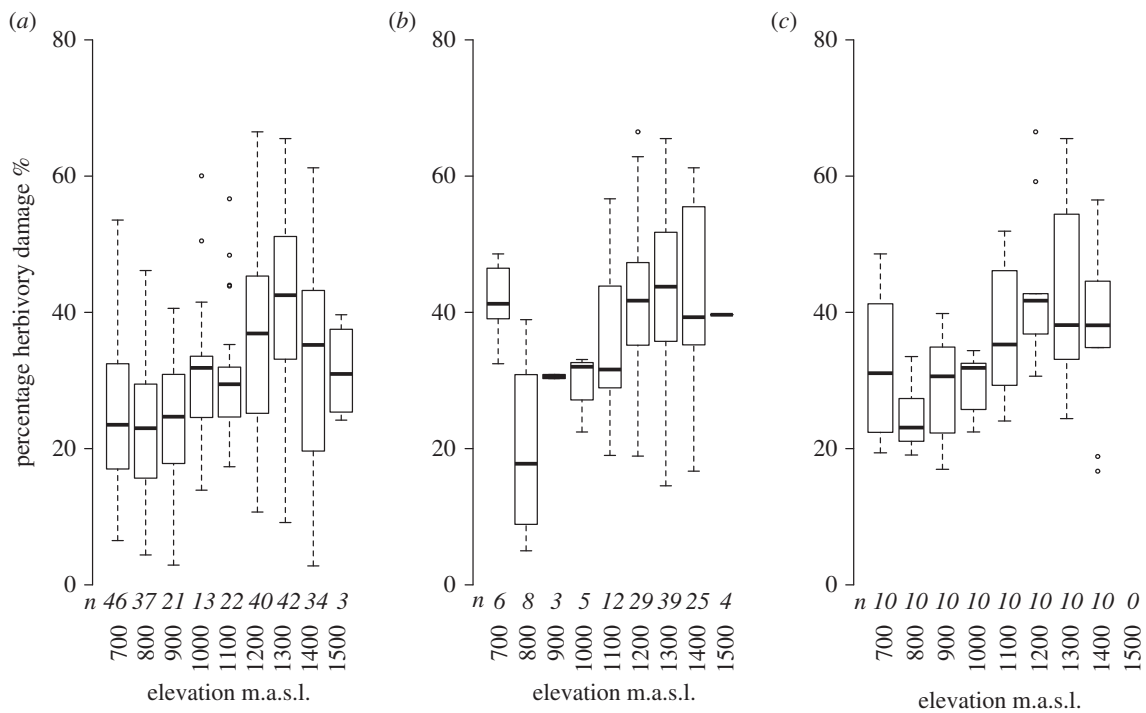 (a) (b) (c)
percentage herbivory damage %
80 80 80
60 60 60
40 40 40
20 20 20
0 0 0
n 46 37 21 13 22 40 42 34 3
n 6 8 3 5 12 29 39 25 4
n 10 10 10 10 10 10 10 10 0
700 800 900 1000 1100 1200 1300 1400 1500
700 800 900 1000 1100 1200 1300 1400 1500
700 800 900 1000 1100 1200 1300 1400 1500
elevation m.a.s.l.
elevation m.a.s.l.
elevation m.a.s.l.